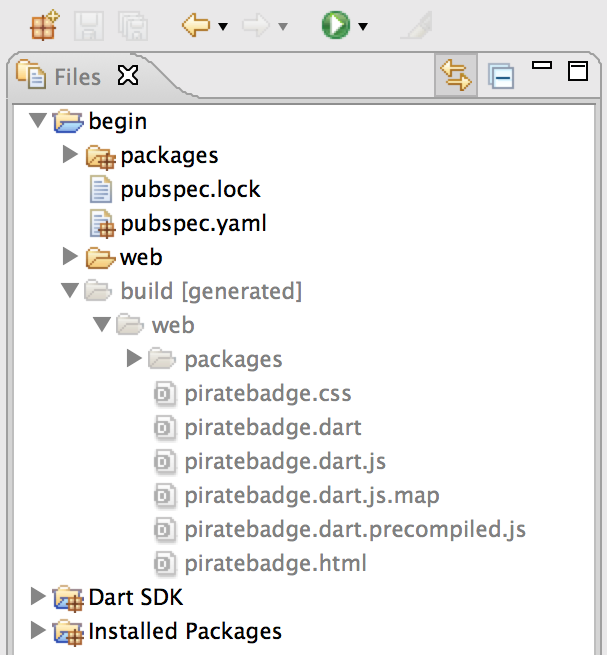 Files
begin
packages
pubspec.lock
pubspec.yaml
web
build [generated]
web
packages
piratebadge.css
piratebadge.dart
piratebadge.dart.js
piratebadge.dart.js.map
piratebadge.dart.precompiled.js
piratebadge.html
Dart SDK
Installed Packages